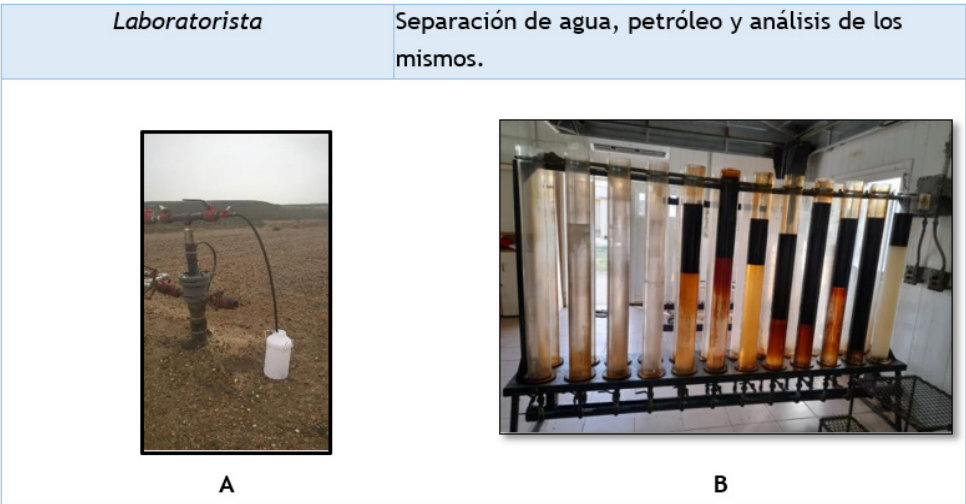 Laboratorista
Separación de agua, petróleo y análisis de los
mismos.
A
B